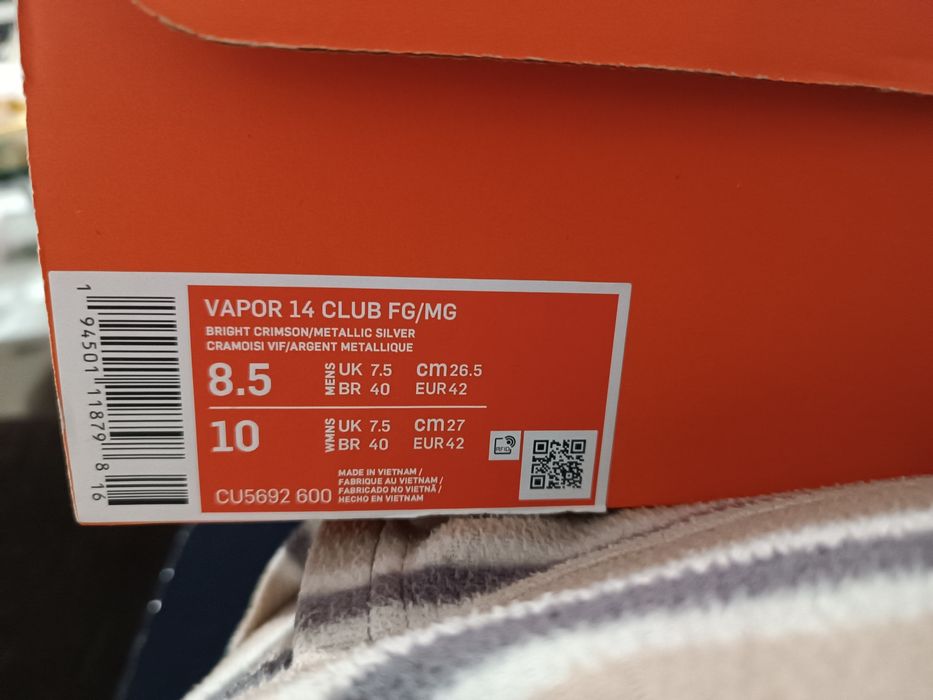 VAPOR 14 CLUB FG/MG
BRIGHT CRIMSON/METALLIC SILVER
CRAMOISI VIF/ARGENT METALLIQUE
8.5 MENS UK 7.5 cm 26.5
BR 40 EUR 42
10 WMNS UK 7.5 cm 27
BR 40 EUR 42
RFID
MADE IN VIETNAM /
FABRIQUE AU VIETNAM /
FABRICADO NO VIETNÃ /
HECHO EN VIETNAM
CU5692 600
1 94501 11879 8 16